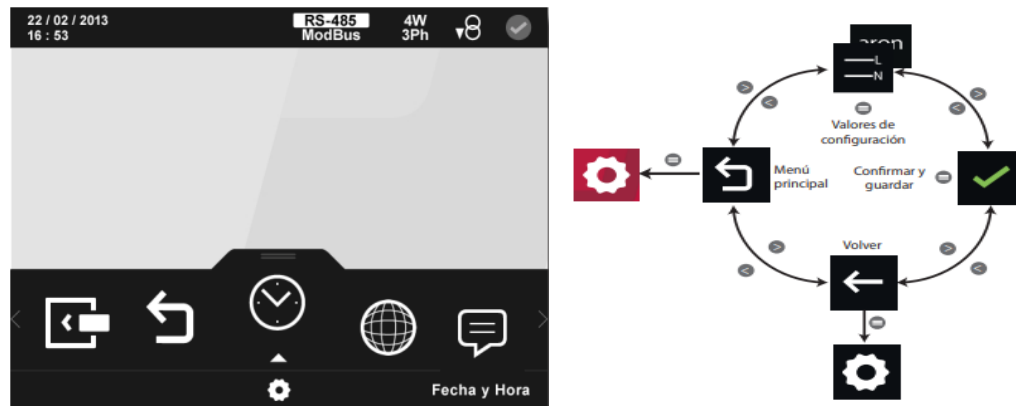 22 / 02 / 2013
16 : 53
RS-485
ModBus
4W
3Ph
Fecha y Hora
aron
L
N
Valores de
configuración
Menú
principal
Confirmar y
guardar
Volver